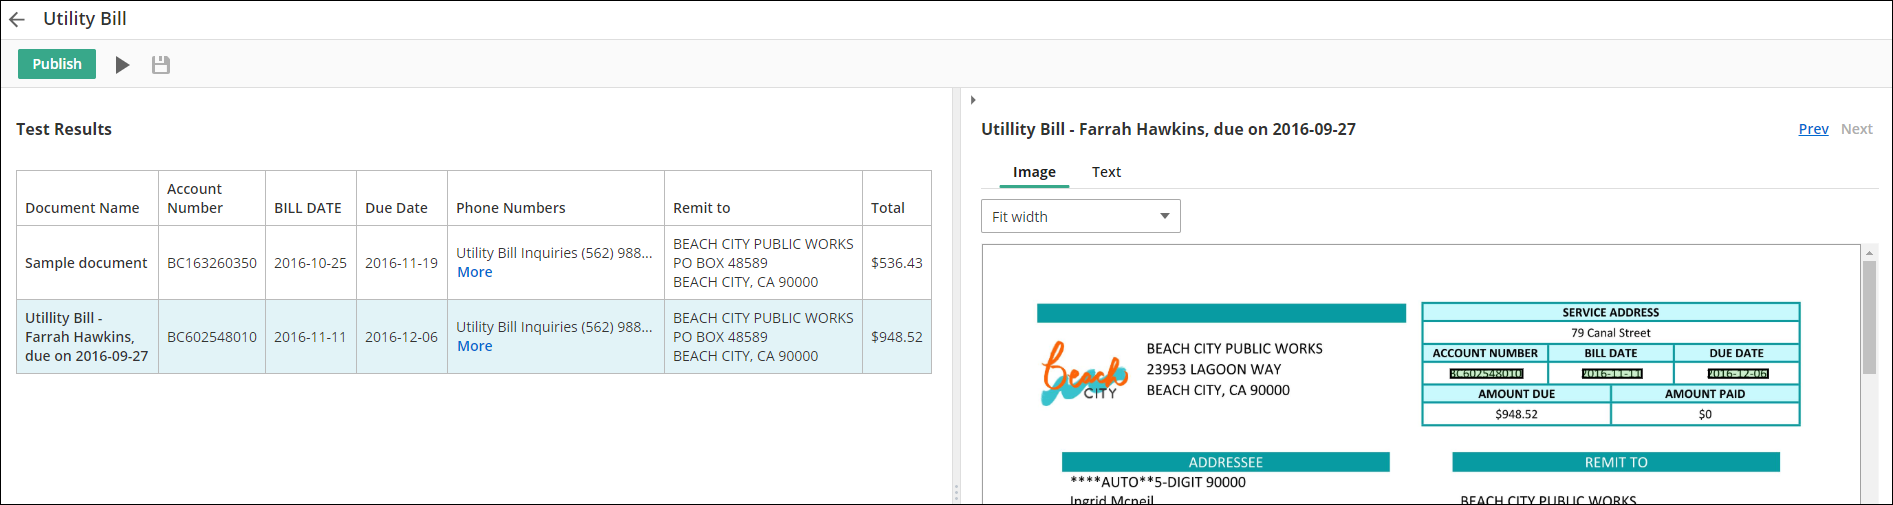 Utility Bill
Publish
Test Results
Document Name
Account
Number
BILL DATE
Due Date
Phone Numbers
Remit to
Total
Sample document
BC163260350
2016-10-25
2016-11-19
Utility Bill Inquiries (562) 988...
More
BEACH CITY PUBLIC WORKS
PO BOX 48589
BEACH CITY, CA 90000
$536.43
Utillity Bill -
Farrah Hawkins,
due on 2016-09-27
BC602548010
2016-11-11
2016-12-06
Utility Bill Inquiries (562) 988...
More
BEACH CITY PUBLIC WORKS
PO BOX 48589
BEACH CITY, CA 90000
$948.52
Utillity Bill - Farrah Hawkins, due on 2016-09-27
Prev Next
Image Text
Fit width
Beach
CITY
BEACH CITY PUBLIC WORKS
23953 LAGOON WAY
BEACH CITY, CA 90000
SERVICE ADDRESS
79 Canal Street
ACCOUNT NUMBER BILL DATE DUE DATE
BC602548010 2016-11-11 2016-12-06
AMOUNT DUE AMOUNT PAID
$948.52 $0
ADDRESSEE
****AUTO**5-DIGIT 90000
Ingrid Mcneil
REMIT TO
BEACH CITY PUBLIC WORKS